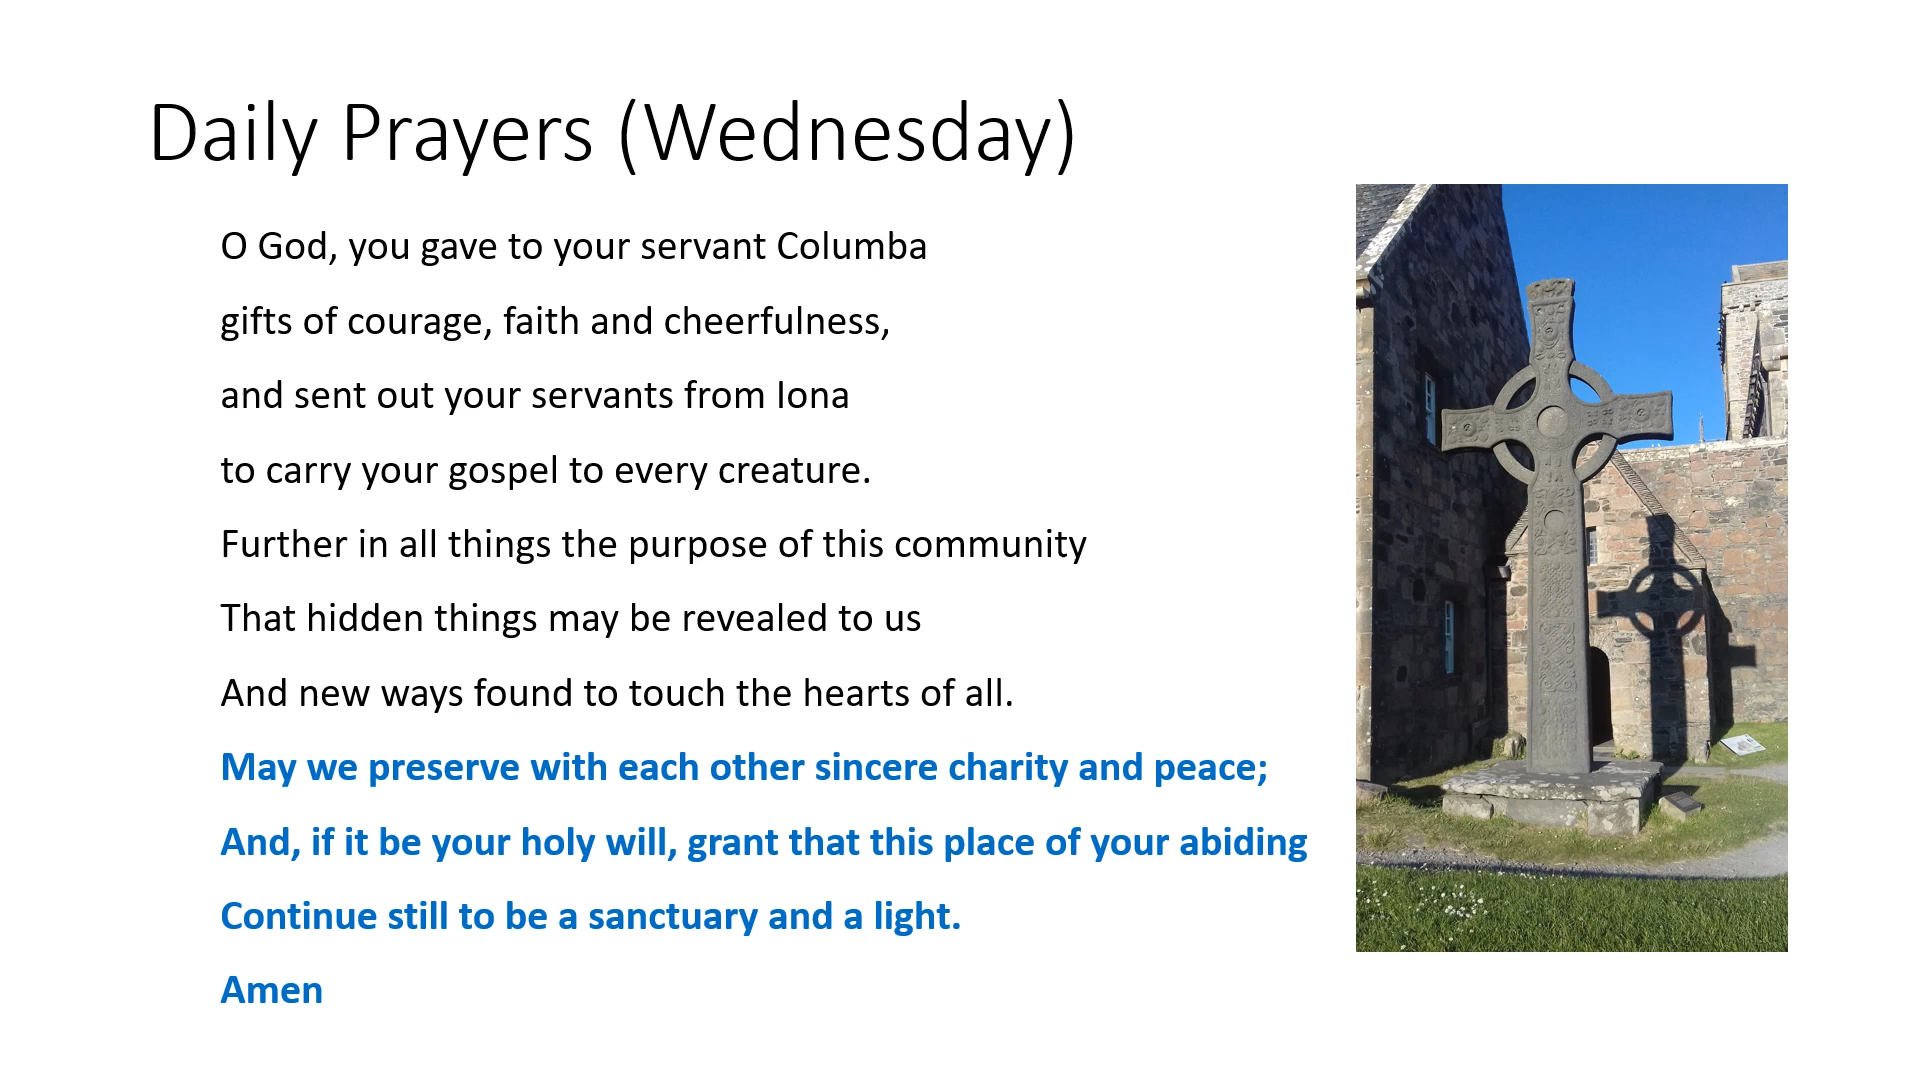 Daily Prayers (Wednesday)
O God, you gave to your servant Columba
gifts of courage, faith and cheerfulness,
and sent out your servants from Iona
to carry your gospel to every creature.
Further in all things the purpose of this community
That hidden things may be revealed to us
And new ways found to touch the hearts of all.
May we preserve with each other sincere charity and peace;
And, if it be your holy will, grant that this place of your abiding
Continue still to be a sanctuary and a light.
Amen